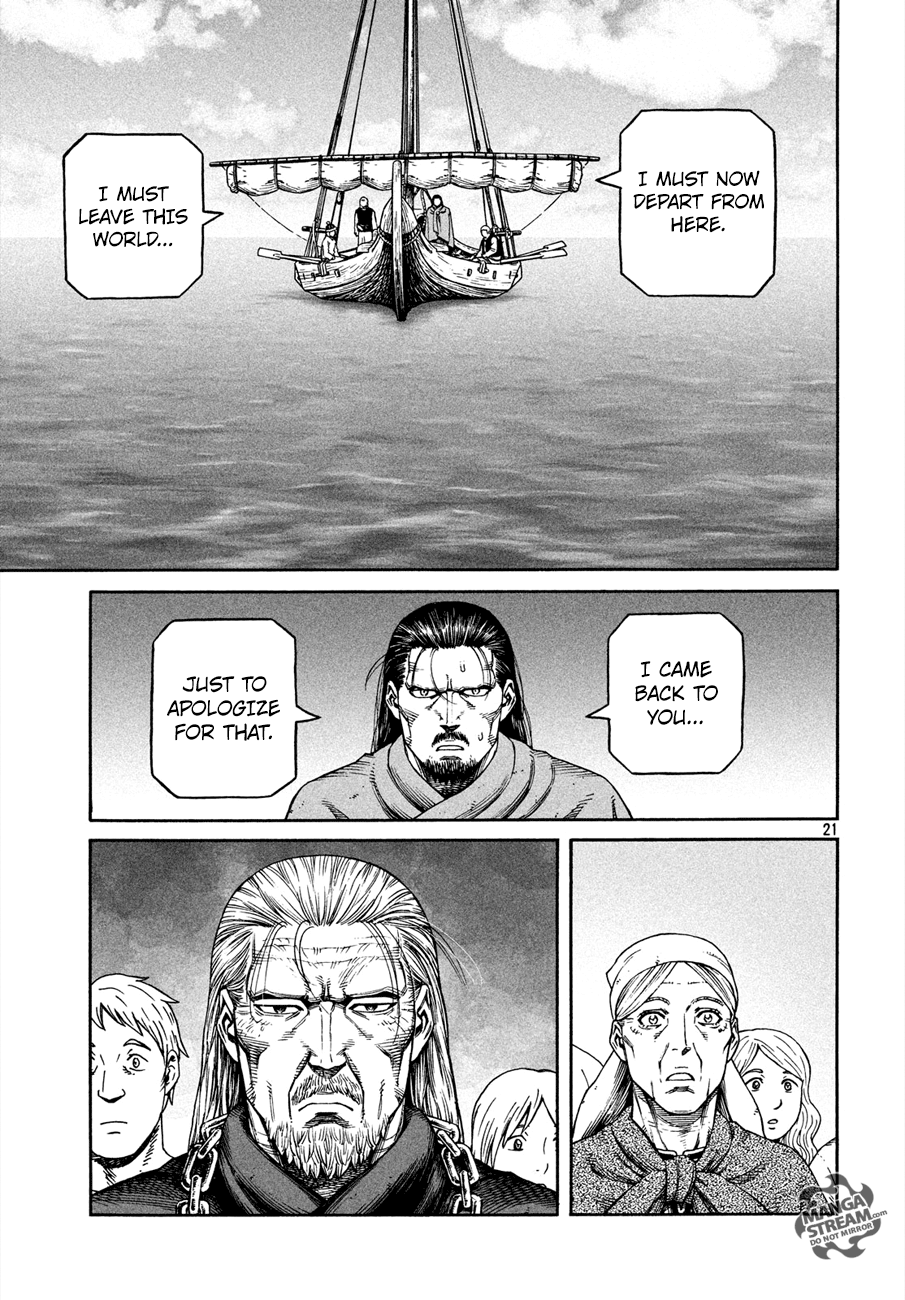 I MUST NOW
DEPART FROM
HERE.
I MUST
LEAVE THIS
WORLD...
I CAME
BACK TO
YOU...
JUST TO
APOLOGIZE
FOR THAT.
21
MANGA
STREAM.com
DO NOT MIRROR